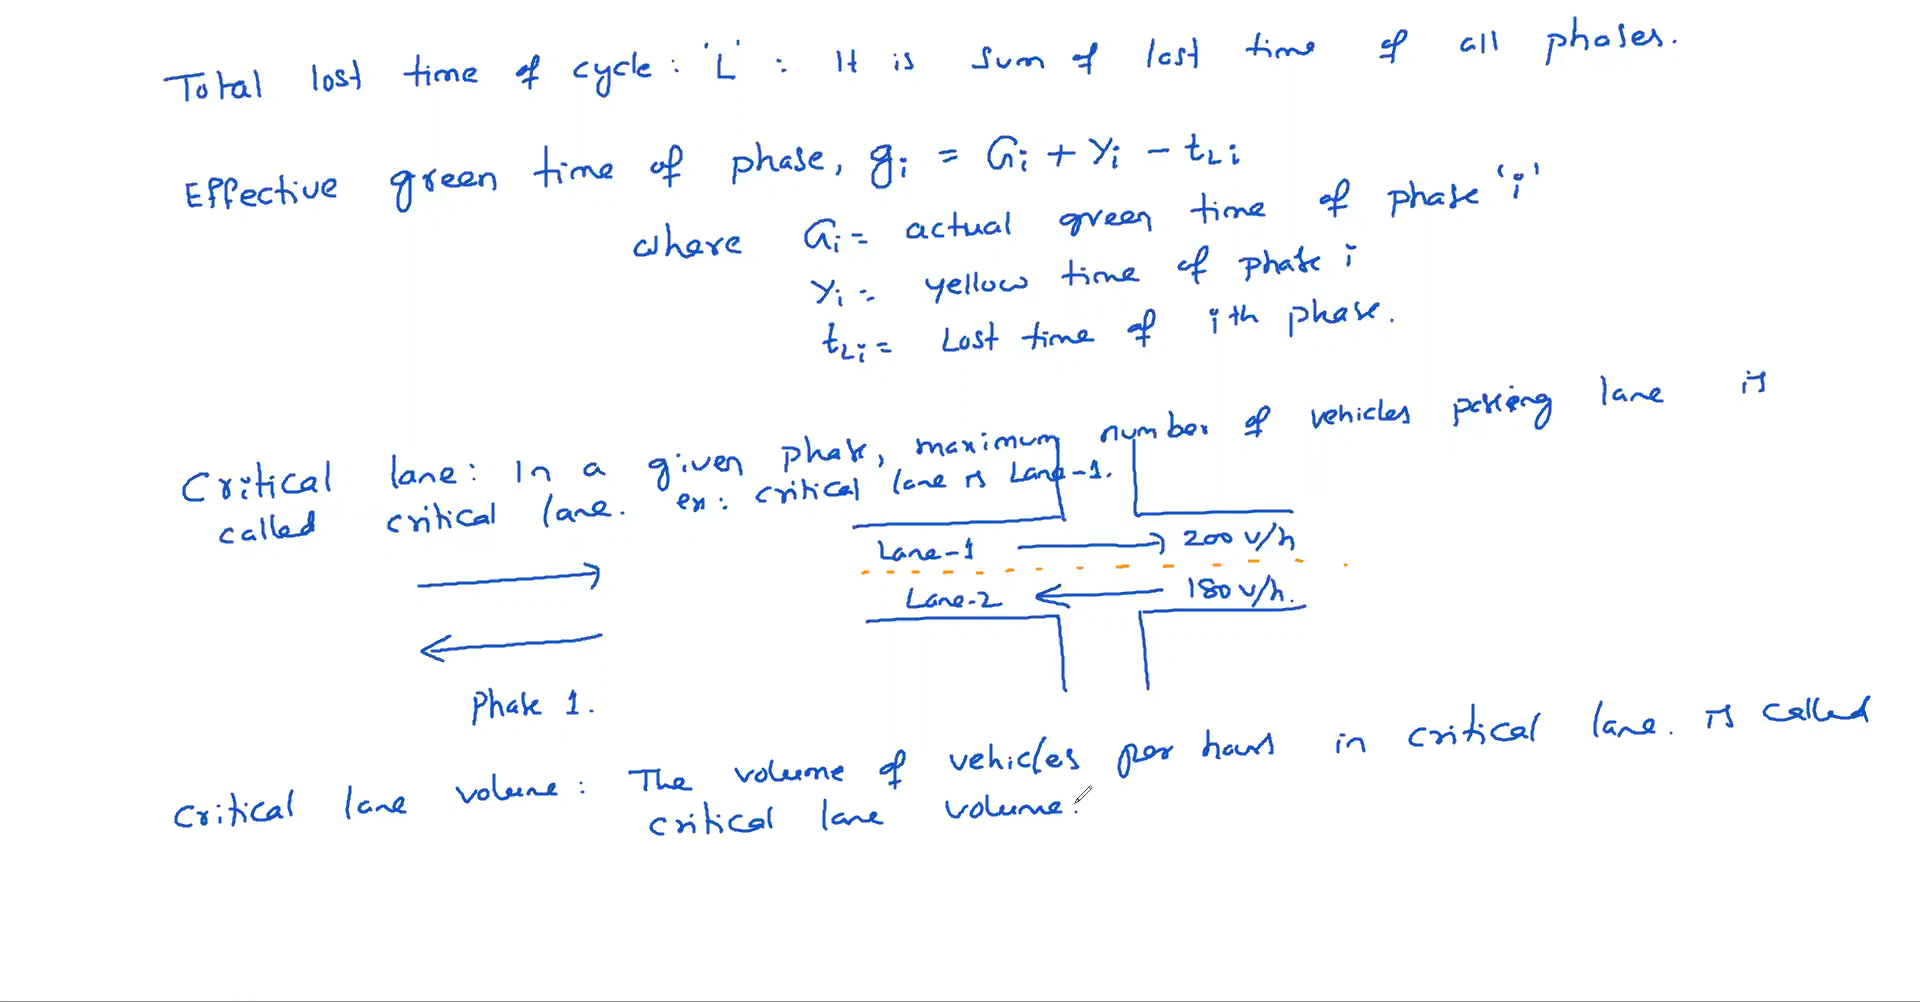 Total lost time of cycle : 'L' : It is sum of lost time of all phases.
Effective green time of phase, gi = Gi + Yi - tLi
where Gi = actual green time of phase 'i'
Yi = yellow time of phase i
tLi = Lost time of ith phase.
Critical lane : In a given phase, maximum number of vehicles passing lane is
called critical lane. ex : critical lane is Lane-1.
Lane-1 200 v/h
Lane-2 180 v/h.
Phase 1.
Critical lane volume : The volume of vehicles per hours in critical lane. is called
critical lane volume.